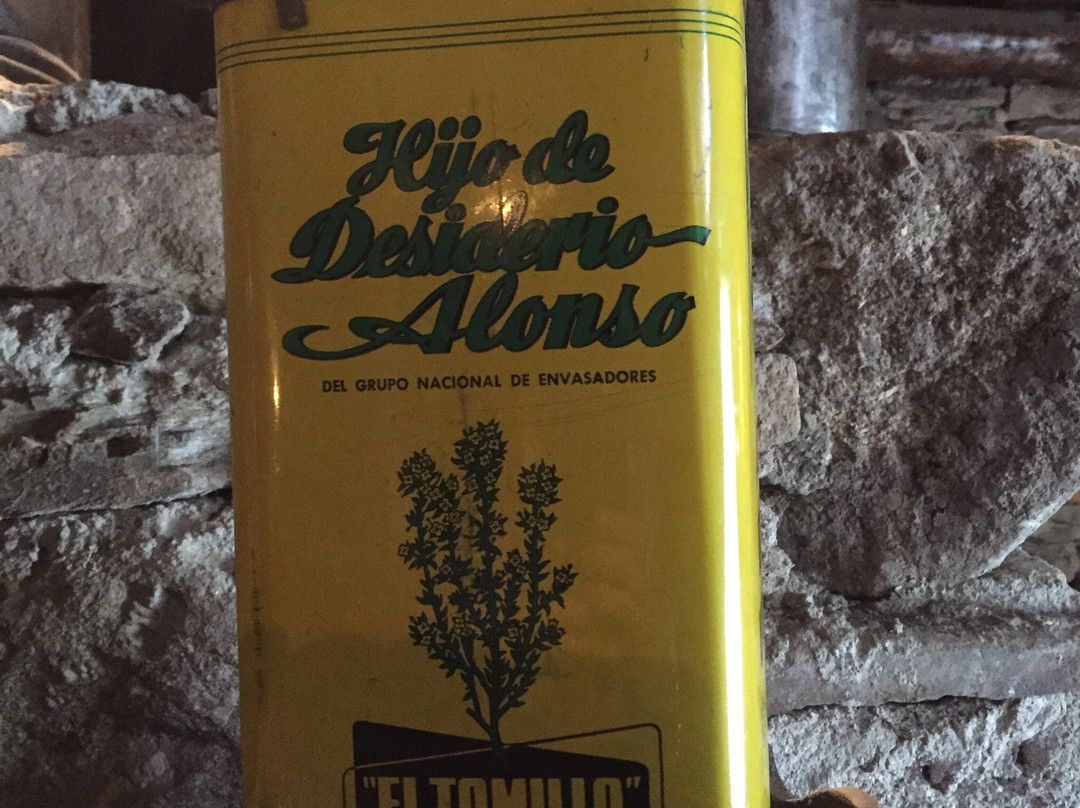 Hijo de
Desiderio
Alonso
DEL GRUPO NACIONAL DE ENVASADORES
"EL TOMILLO"